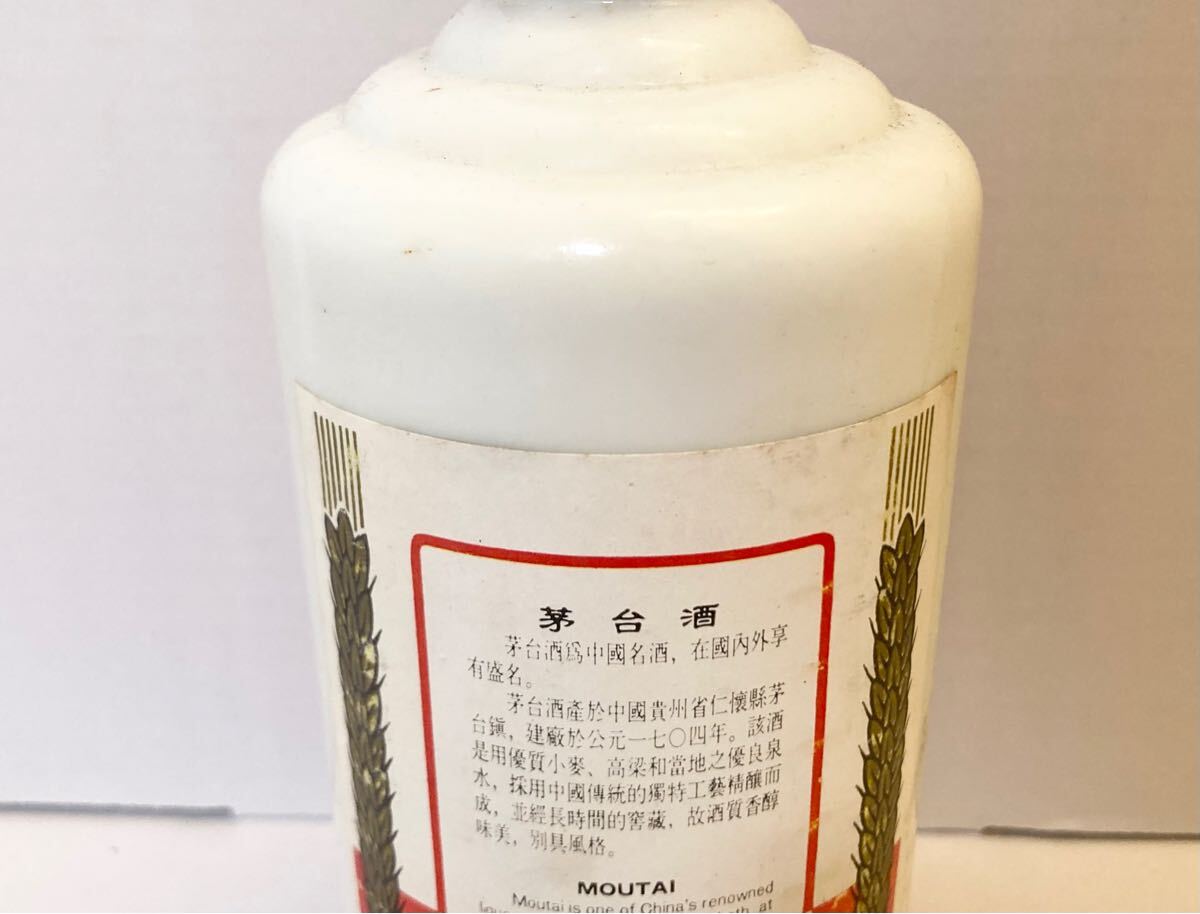 茅台酒
茅台酒爲中國名酒，在國內外享
有盛名。
茅台酒產於中國貴州省仁懷縣茅
台鎮，建廠於公元一七〇四年。該酒
是用優質小麥、高梁和當地之優良泉
水，採用中國傳統的獨特工藝精釀而
成，並經長時間的窖藏，故酒質香醇
味美，別具風格。
MOUTAI
Moutai is one of China's renowned
at